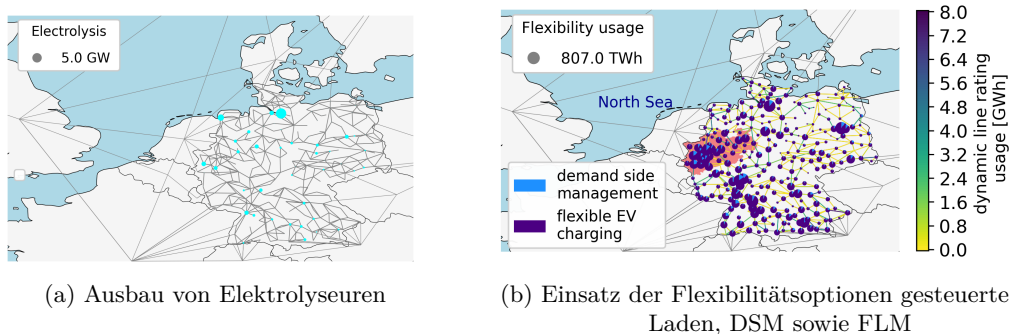 Electrolysis
5.0 GW
(a) Ausbau von Elektrolyseuren
Flexibility usage
807.0 TWh
North Sea
demand side
management
flexible EV
charging
8.0
7.2
6.4
5.6
4.8
4.0
3.2
2.4
1.6
0.8
0.0
dynamic line rating
usage [GWh]
(b) Einsatz der Flexibilitätsoptionen gesteuerte
Laden, DSM sowie FLM